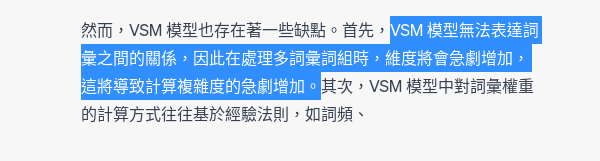 然而，VSM 模型也存在著一些缺點。首先，VSM 模型無法表達詞
彙之間的關係，因此在處理多詞彙詞組時，維度將會急劇增加，
這將導致計算複雜度的急劇增加。其次，VSM 模型中對詞彙權重
的計算方式往往基於經驗法則，如詞頻、